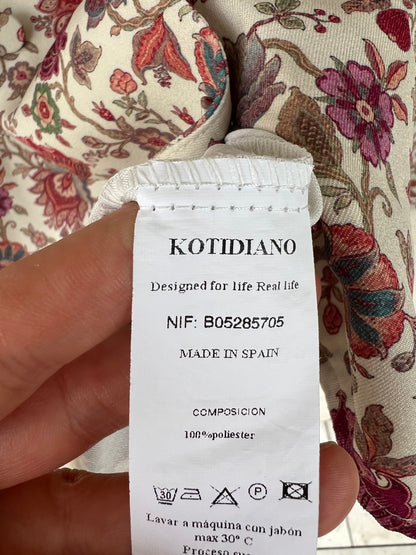 KOTIDIANO
Designed for life Real life
NIF: B05285705
MADE IN SPAIN
COMPOSICION
100%poliester
30 P
Lavar a máquina con jabón
max 30° C
Proceso